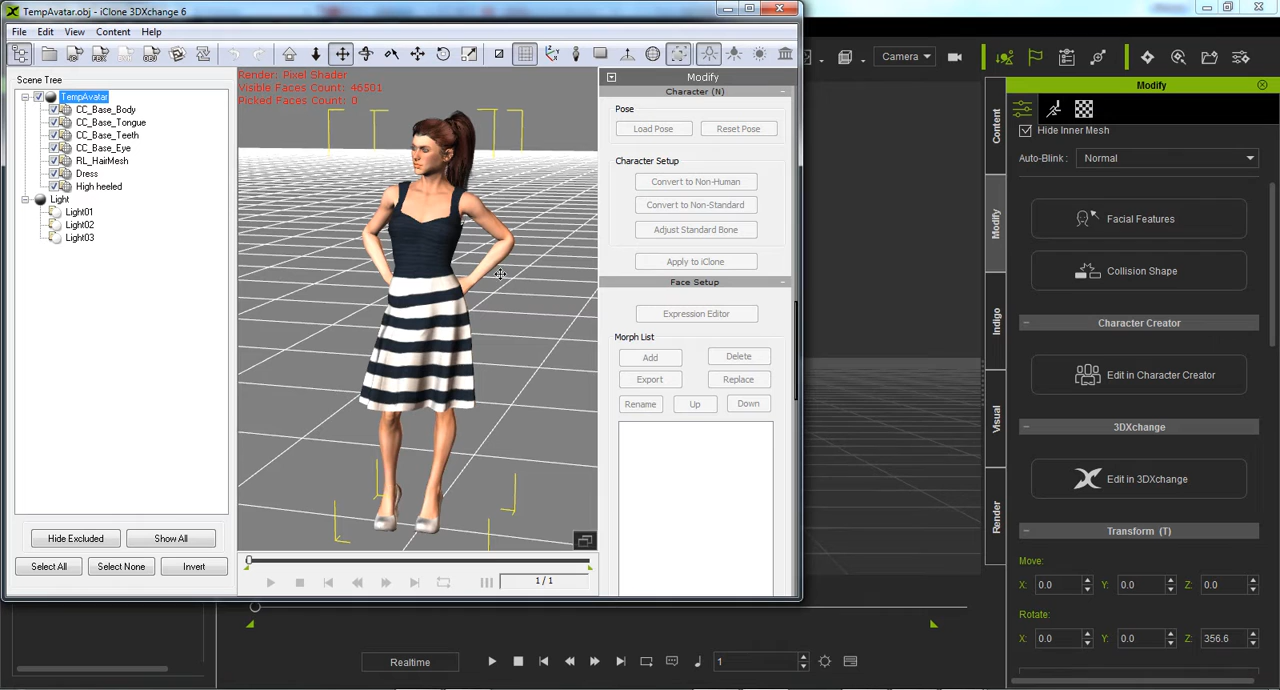 TempAvatar.obj - iClone 3DXchange 6
File Edit View Content Help
FBX FBX OBJ
Scene Tree
TempAvatar
CC_Base_Body
CC_Base_Tongue
CC_Base_Teeth
CC_Base_Eye
RL_HairMesh
Dress
High heeled
Light
Light01
Light02
Light03
Hide Excluded Show All
Select All Select None Invert
Render: Pixel Shader
Visible Faces Count: 46501
Picked Faces Count: 0
1 / 1
Modify
Character (N)
Pose
Load Pose Reset Pose
Character Setup
Convert to Non-Human
Convert to Non-Standard
Adjust Standard Bone
Apply to iClone
Face Setup
Expression Editor
Morph List
Add Delete
Export Replace
Rename Up Down
Camera
Content
Modify
Indigo
Visual
Render
Modify
Hide Inner Mesh
Auto-Blink: Normal
Facial Features
Collision Shape
Character Creator
Edit in Character Creator
3DXchange
Edit in 3DXchange
Transform (T)
Move:
X: 0.0 Y: 0.0 Z: 0.0
Rotate:
X: 0.0 Y: 0.0 Z: 356.6
Realtime 1